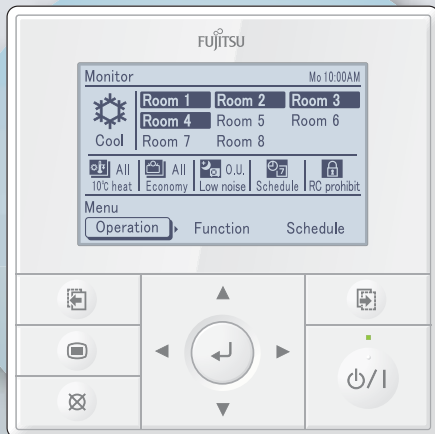 FUJITSU
Monitor Mo 10:00AM
Room 1 Room 2 Room 3
Cool Room 4 Room 5 Room 6
Room 7 Room 8
All All O.U. 7
10°C heat Economy Low noise Schedule RC prohibit
Menu
Operation Function Schedule
⏻/I